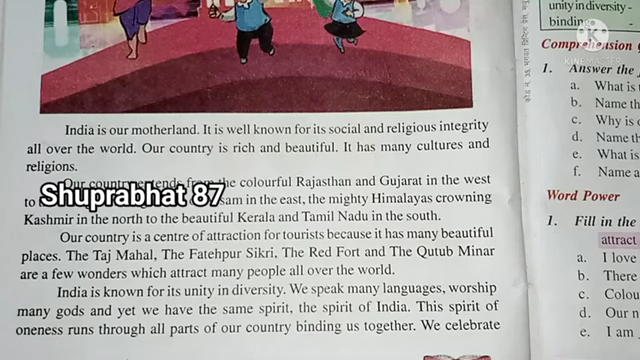 India is our motherland. It is well known for its social and religious integrity
all over the world. Our country is rich and beautiful. It has many cultures and
religions.
Our country extends from the colourful Rajasthan and Gujarat in the west
to sam in the east, the mighty Himalayas crowning
Shuprabhat 87
Kashmir in the north to the beautiful Kerala and Tamil Nadu in the south.
Our country is a centre of attraction for tourists because it has many beautiful
places. The Taj Mahal, The Fatehpur Sikri, The Red Fort and The Qutub Minar
are a few wonders which attract many people all over the world.
India is known for its unity in diversity. We speak many languages, worship
many gods and yet we have the same spirit, the spirit of India. This spirit of
oneness runs through all parts of our country binding us together. We celebrate
unity in diversity -
binding
Comprehension
1. Answer the
a. What is
b. Name th
c. Why is
d. Name th
e. What is
f. Name a
Word Power
1. Fill in the
attract
a. I love
b. There
c. Colou
d. Our n
e. I am